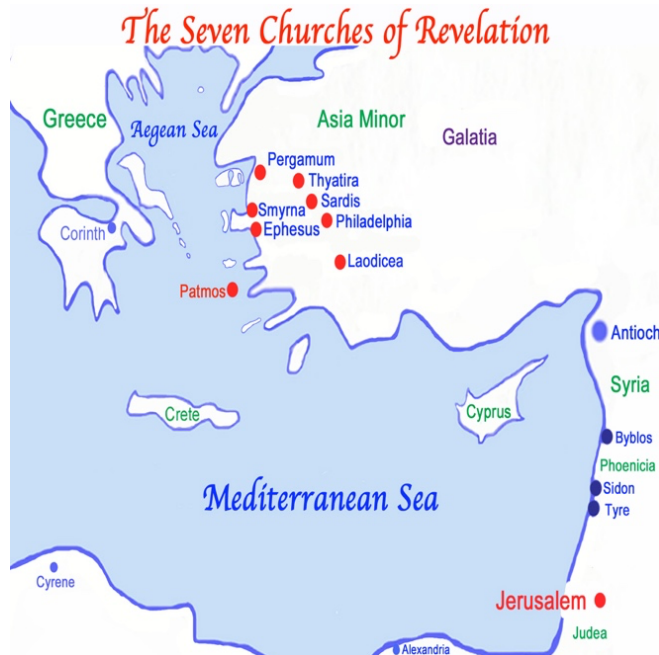 The Seven Churches of Revelation
Greece
Aegean Sea
Asia Minor
Galatia
Pergamum
Thyatira
Sardis
Smyrna
Philadelphia
Ephesus
Corinth
Laodicea
Patmos
Antioch
Syria
Crete
Cyprus
Byblos
Phoenicia
Mediterranean Sea
Sidon
Tyre
Cyrene
Jerusalem
Judea
Alexandria